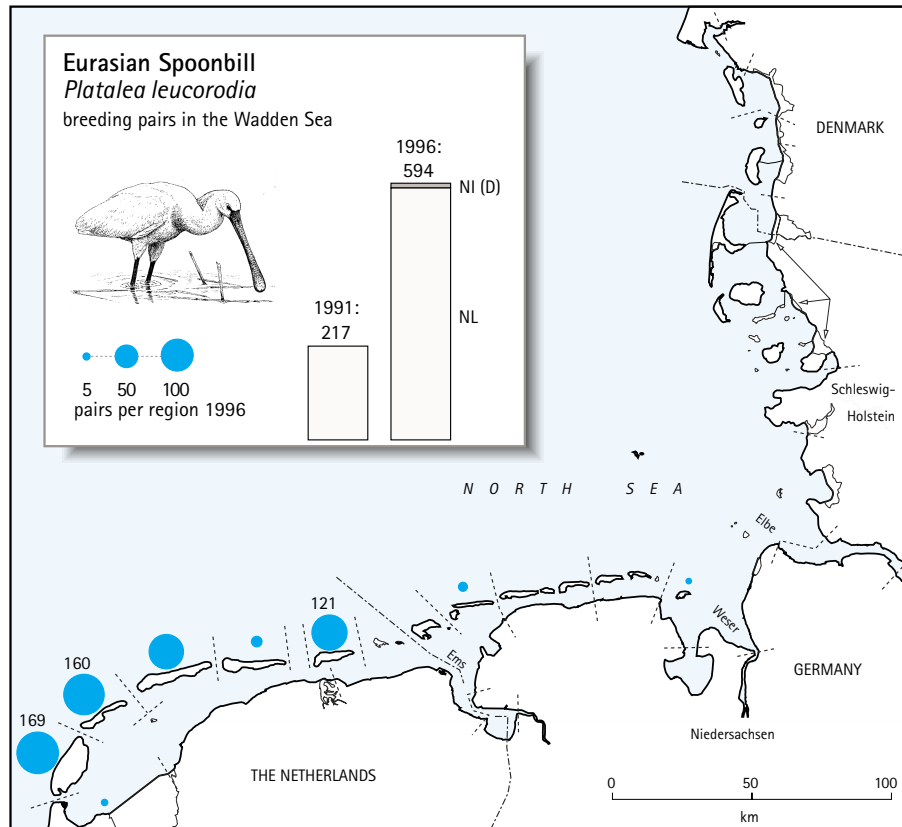 Eurasian Spoonbill
Platalea leucorodia
breeding pairs in the Wadden Sea
1996:
594
NI (D)
NL
1991:
217
5 50 100
pairs per region 1996
DENMARK
Schleswig-
Holstein
NORTH SEA
Elbe
Weser
Ems
121
160
169
GERMANY
Niedersachsen
THE NETHERLANDS
0 50 100
km